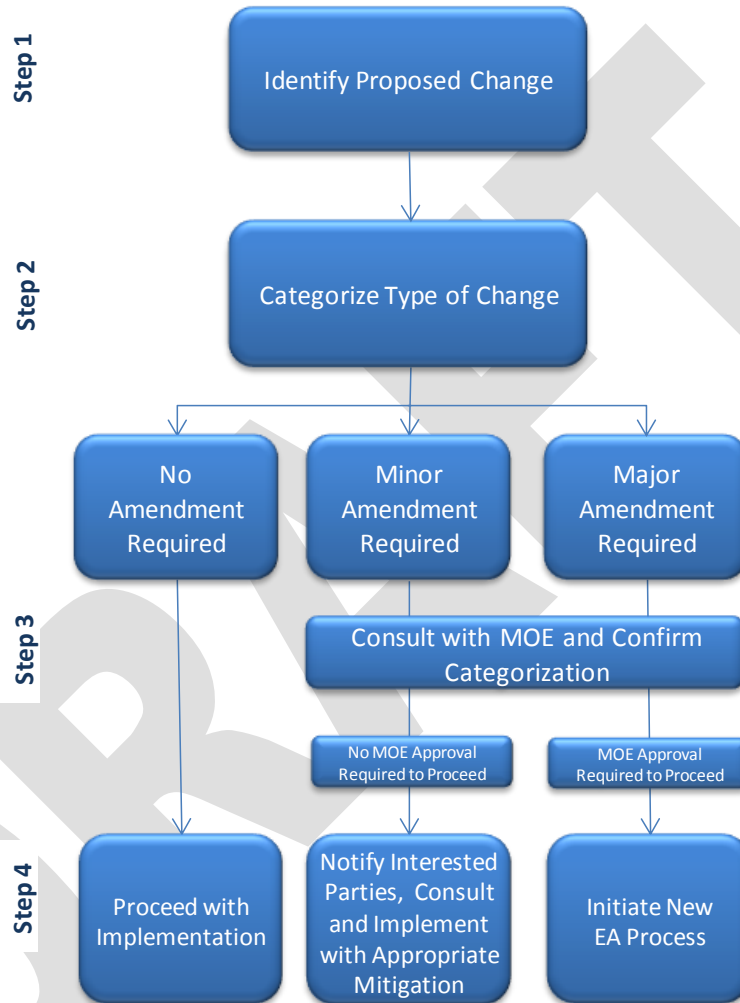 Step 1
Identify Proposed Change
Step 2
Categorize Type of Change
No
Amendment
Required
Minor
Amendment
Required
Major
Amendment
Required
Step 3
Consult with MOE and Confirm
Categorization
No MOE Approval
Required to Proceed
MOE Approval
Required to Proceed
Step 4
Proceed with
Implementation
Notify Interested
Parties, Consult
and Implement
with Appropriate
Mitigation
Initiate New
EA Process
DRAFT